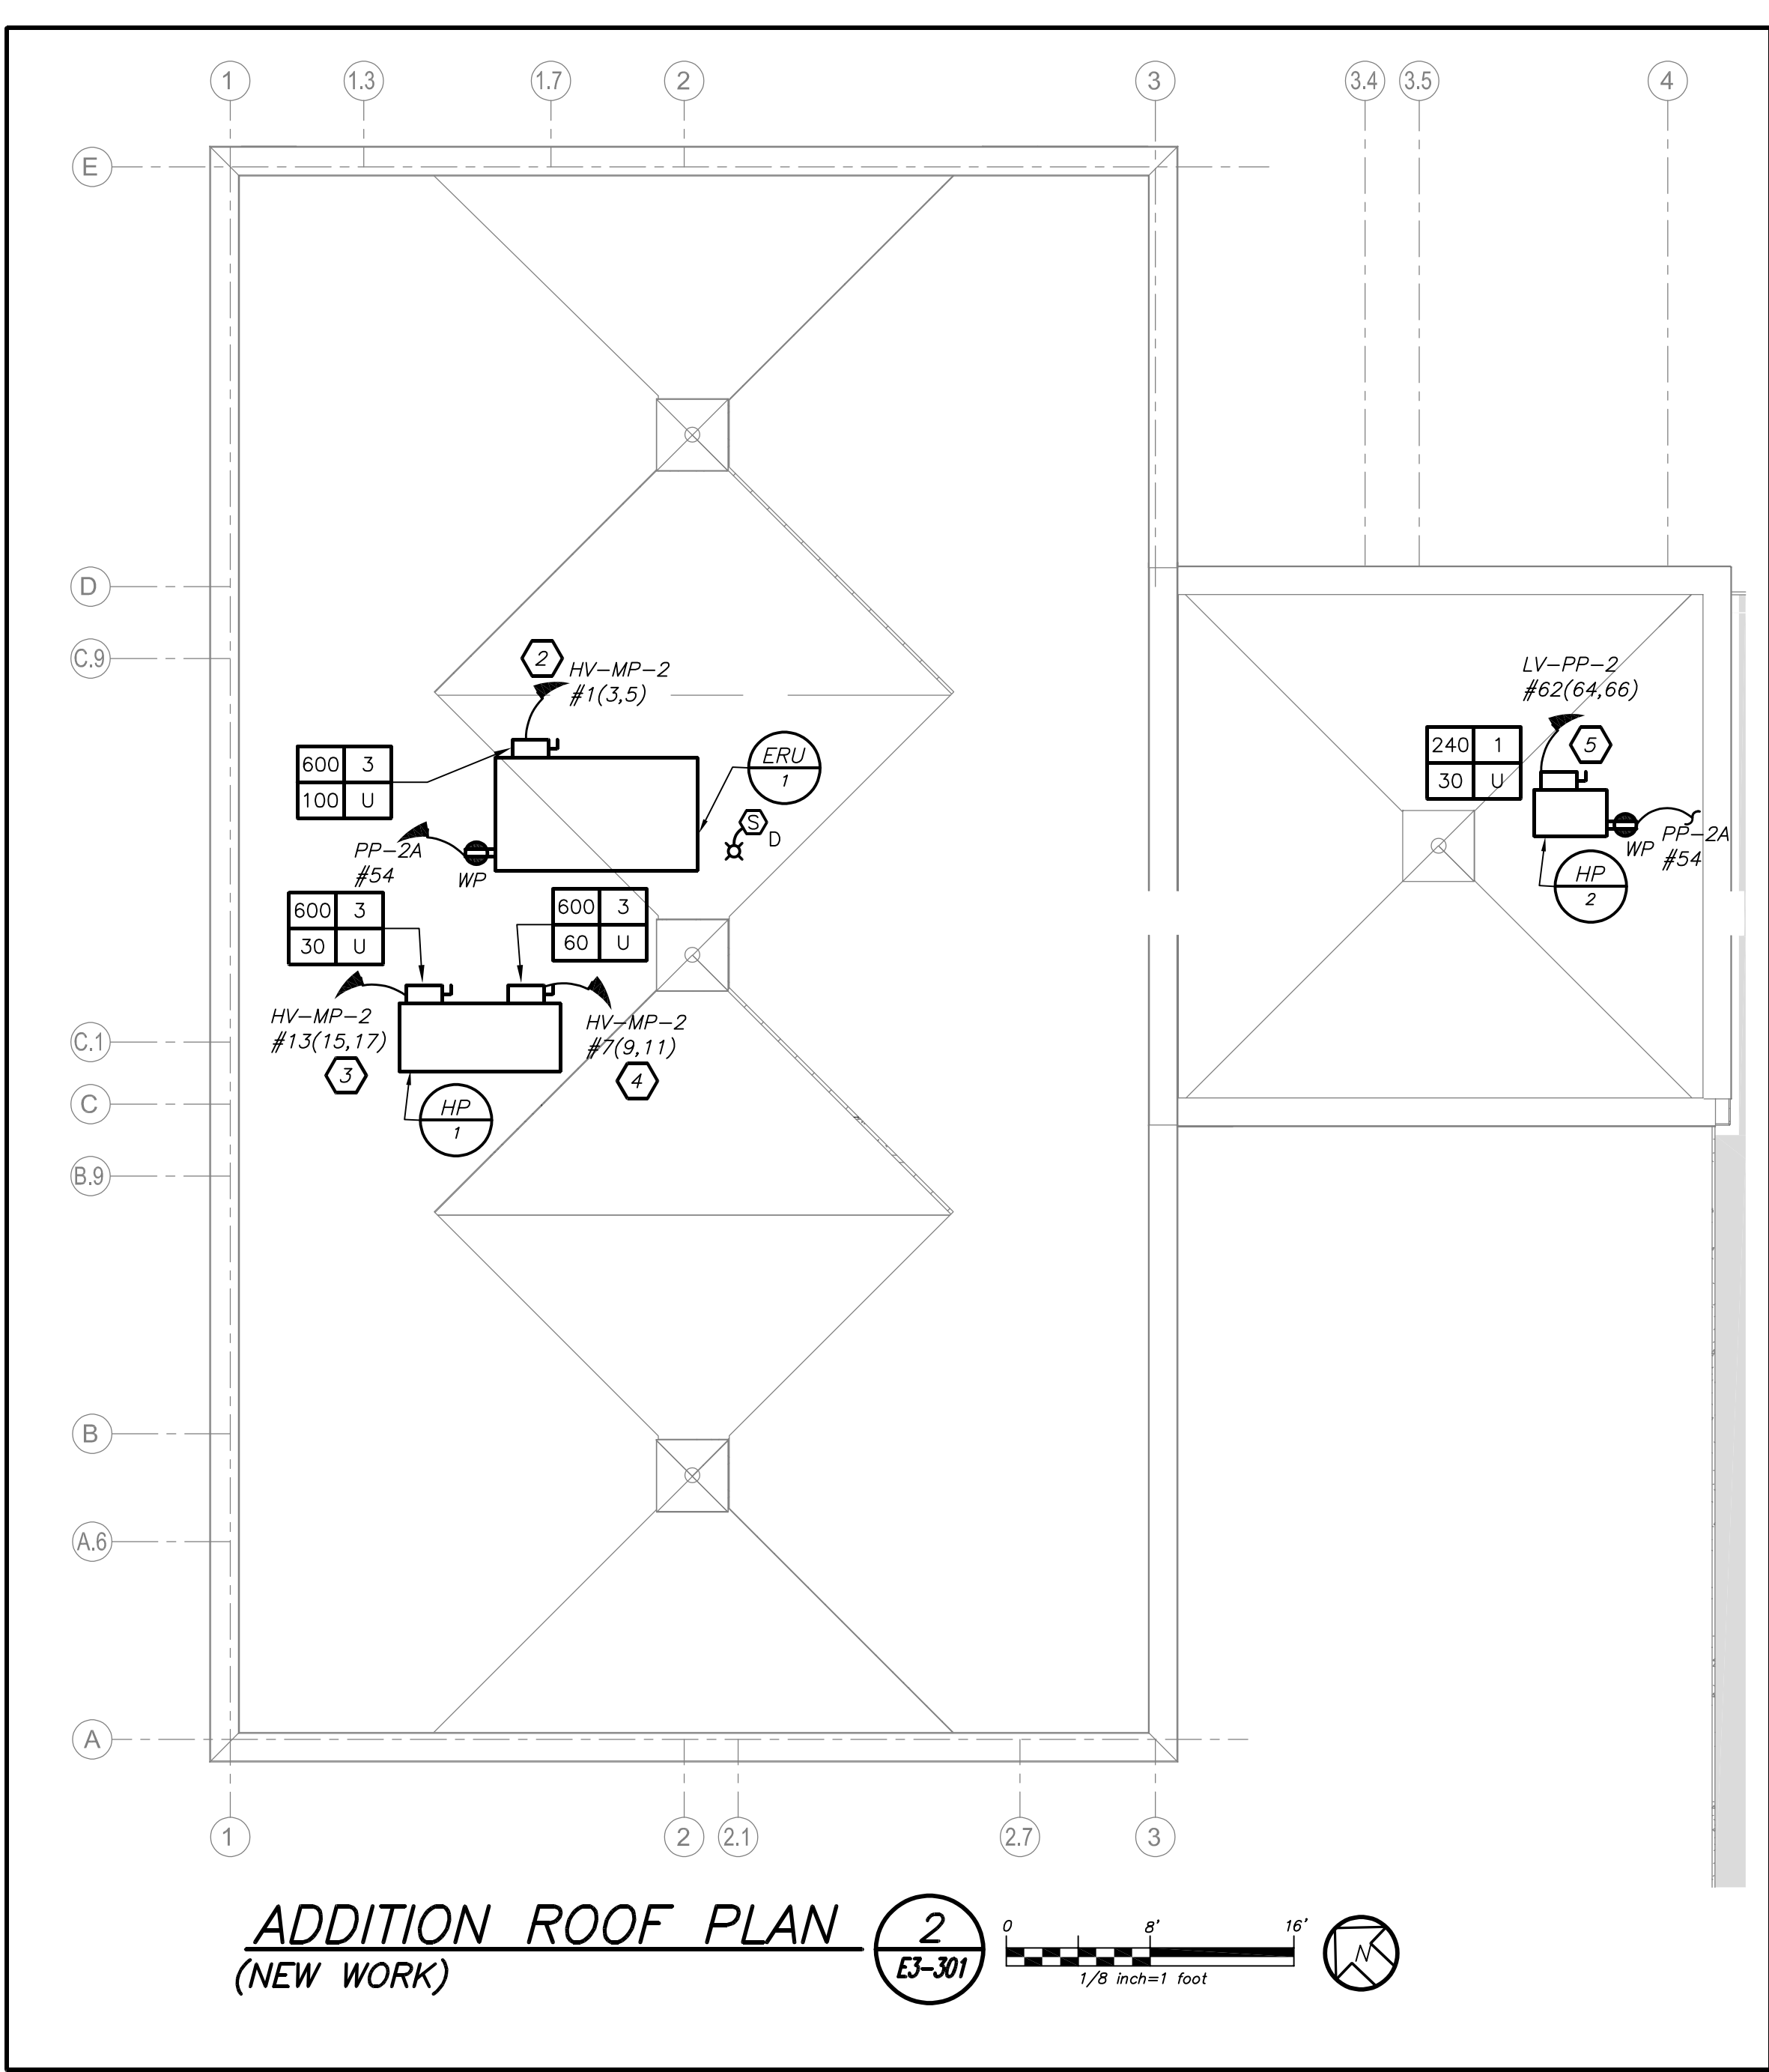 1
1.3
1.7
2
3
3.4
3.5
4
E
D
C.9
2
HV-MP-2
#1(3,5)
600 3
100 U
ERU
1
S
D
PP-2A
#54
WP
LV-PP-2
#62(64,66)
240 1
30 U
5
WP
PP-2A
#54
HP
2
600 3
30 U
600 3
60 U
HV-MP-2
#13(15,17)
3
HV-MP-2
#7(9,11)
4
HP
1
C.1
C
B.9
B
A.6
A
1
2
2.1
2.7
3
ADDITION ROOF PLAN
(NEW WORK)
2
E3-301
0 8' 16'
1/8 inch=1 foot
N